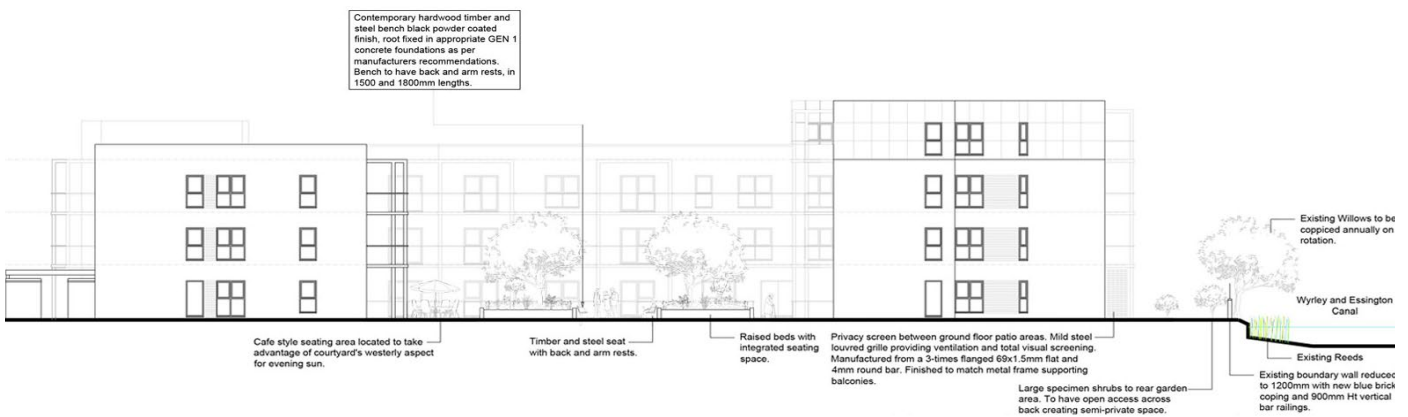 Contemporary hardwood timber and
steel bench black powder coated
finish, root fixed in appropriate GEN 1
concrete foundations as per
manufacturers recommendations.
Bench to have back and arm rests, in
1500 and 1800mm lengths.
Existing Willows to be
coppiced annually on
rotation.
Wyrley and Essington
Canal
Cafe style seating area located to take
advantage of courtyard's westerly aspect
for evening sun.
Timber and steel seat
with back and arm rests.
Raised beds with
integrated seating
space.
Privacy screen between ground floor patio areas. Mild steel
louvred grille providing ventilation and total visual screening.
Manufactured from a 3-times flanged 69x1.5mm flat and
4mm round bar. Finished to match metal frame supporting
balconies.
Large specimen shrubs to rear garden
area. To have open access across
back creating semi-private space.
Existing Reeds
Existing boundary wall reduced
to 1200mm with new blue brick
coping and 900mm Ht vertical
bar railings.